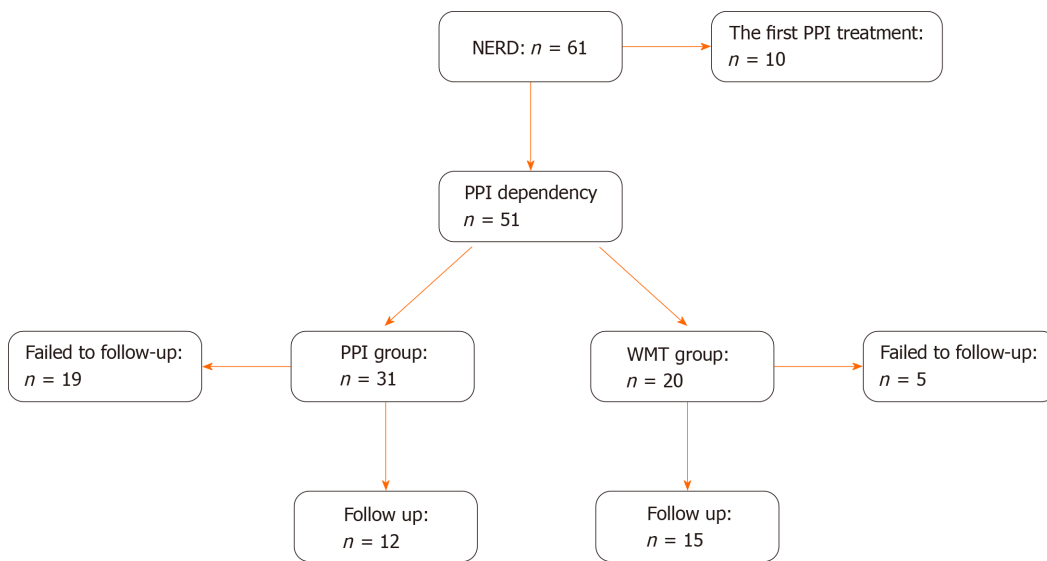 NERD: n = 61
The first PPI treatment:
n = 10
PPI dependency
n = 51
Failed to follow-up:
n = 19
PPI group:
n = 31
WMT group:
n = 20
Failed to follow-up:
n = 5
Follow up:
n = 12
Follow up:
n = 15